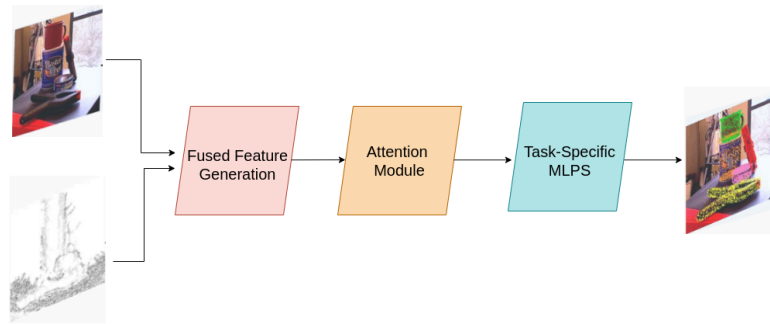 Fused Feature
Generation
Attention
Module
Task-Specific
MLPS